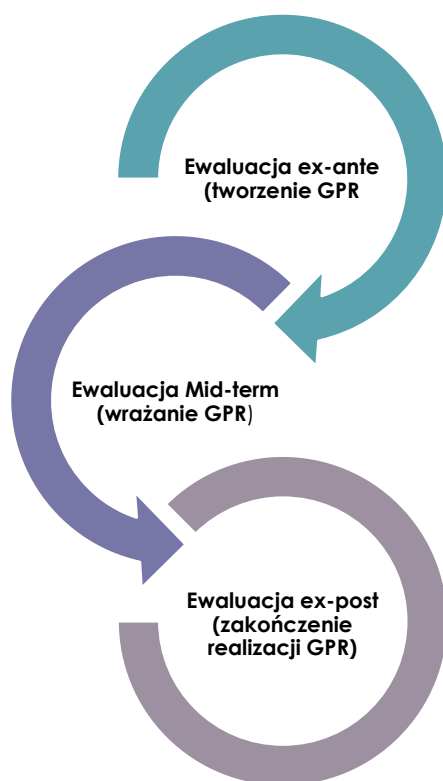 Ewaluacja ex-ante
(tworzenie GPR
Ewaluacja Mid-term
(wrażanie GPR)
Ewaluacja ex-post
(zakończenie
realizacji GPR)